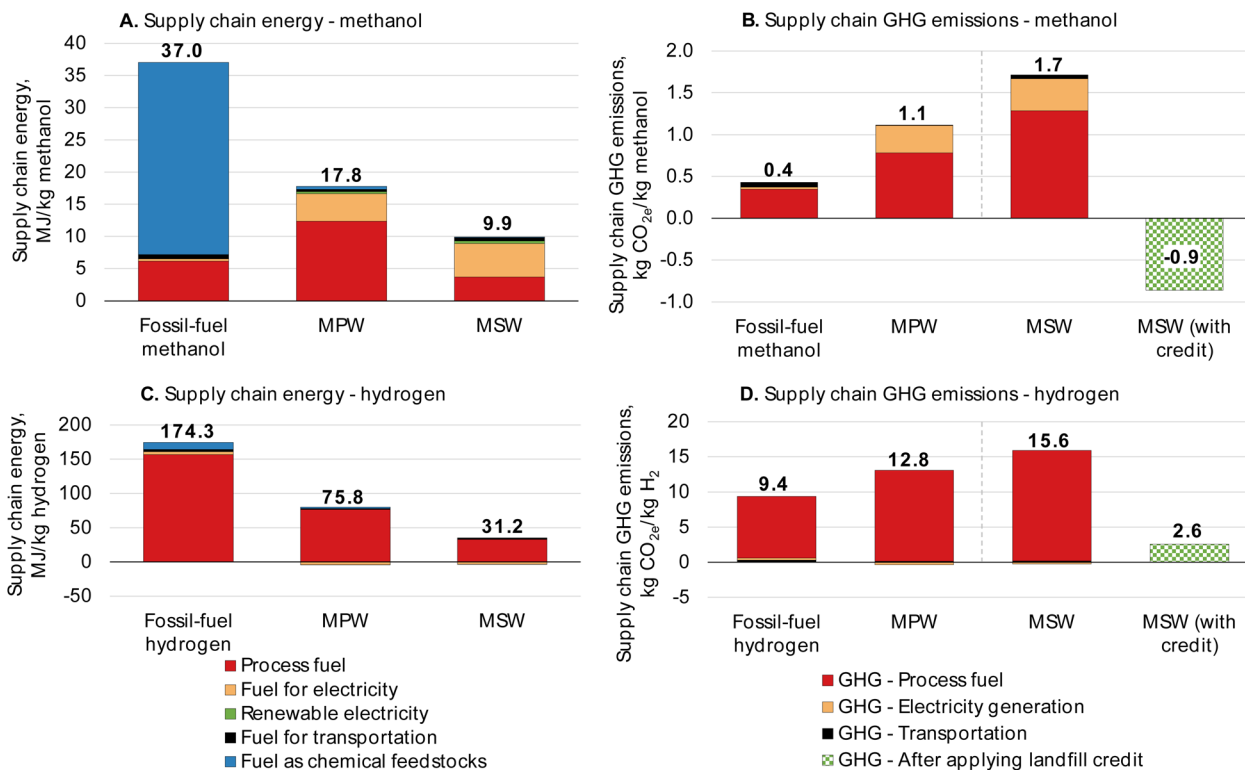 A. Supply chain energy - methanol
Supply chain energy,
MJ/kg methanol
40
35
30
25
20
15
10
5
0
37.0
17.8
9.9
Fossil-fuel
methanol
MPW
MSW
B. Supply chain GHG emissions - methanol
Supply chain GHG emissions,
kg CO2e/kg methanol
2.0
1.5
1.0
0.5
0.0
-0.5
-1.0
0.4
1.1
1.7
-0.9
Fossil-fuel
methanol
MPW
MSW
MSW (with
credit)
C. Supply chain energy - hydrogen
Supply chain energy,
MJ/kg hydrogen
200
150
100
50
0
-50
174.3
75.8
31.2
Fossil-fuel
hydrogen
MPW
MSW
Process fuel
Fuel for electricity
Renewable electricity
Fuel for transportation
Fuel as chemical feedstocks
D. Supply chain GHG emissions - hydrogen
Supply chain GHG emissions,
kg CO2e/kg H2
20
15
10
5
0
-5
9.4
12.8
15.6
2.6
Fossil-fuel
hydrogen
MPW
MSW
MSW (with
credit)
GHG - Process fuel
GHG - Electricity generation
GHG - Transportation
GHG - After applying landfill credit